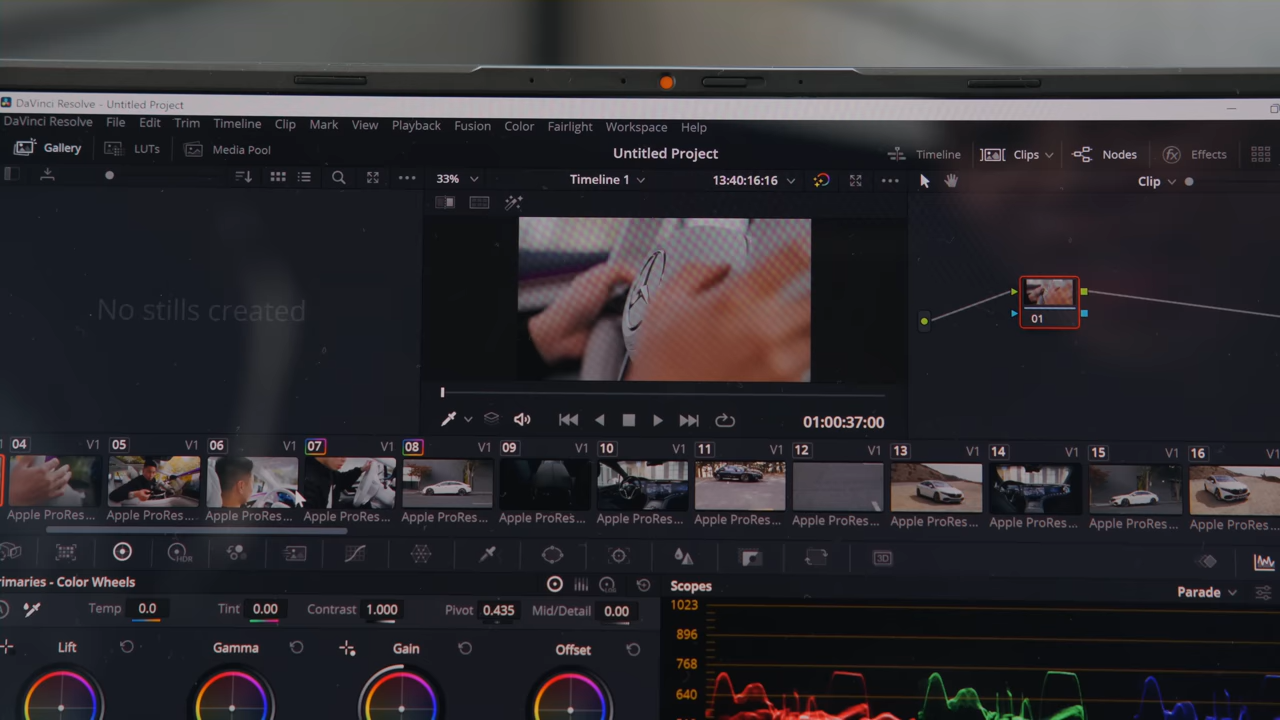 DaVinci Resolve - Untitled Project
DaVinci Resolve File Edit Trim Timeline Clip Mark View Playback Fusion Color Fairlight Workspace Help
Gallery LUTs Media Pool Untitled Project Timeline Clips Nodes fx Effects
33% Timeline 1 13:40:16:16 Clip
No stills created
01
01:00:37:00
04 V1 05 V1 06 V1 07 V1 08 V1 09 V1 10 V1 11 V1 12 V1 13 V1 14 V1 15 V1 16 V1
Apple ProRes... Apple ProRes... Apple ProRes... Apple ProRes... Apple ProRes... Apple ProRes... Apple ProRes... Apple ProRes... Apple ProRes... Apple ProRes... Apple ProRes... Apple ProRes... Apple ProRes...
HDR 3D
rimaries - Color Wheels Scopes
Parade
Temp 0.0 Tint 0.00 Contrast 1.000 Pivot 0.435 Mid/Detail 0.00
Lift Gamma Gain Offset
1023
896
768
640